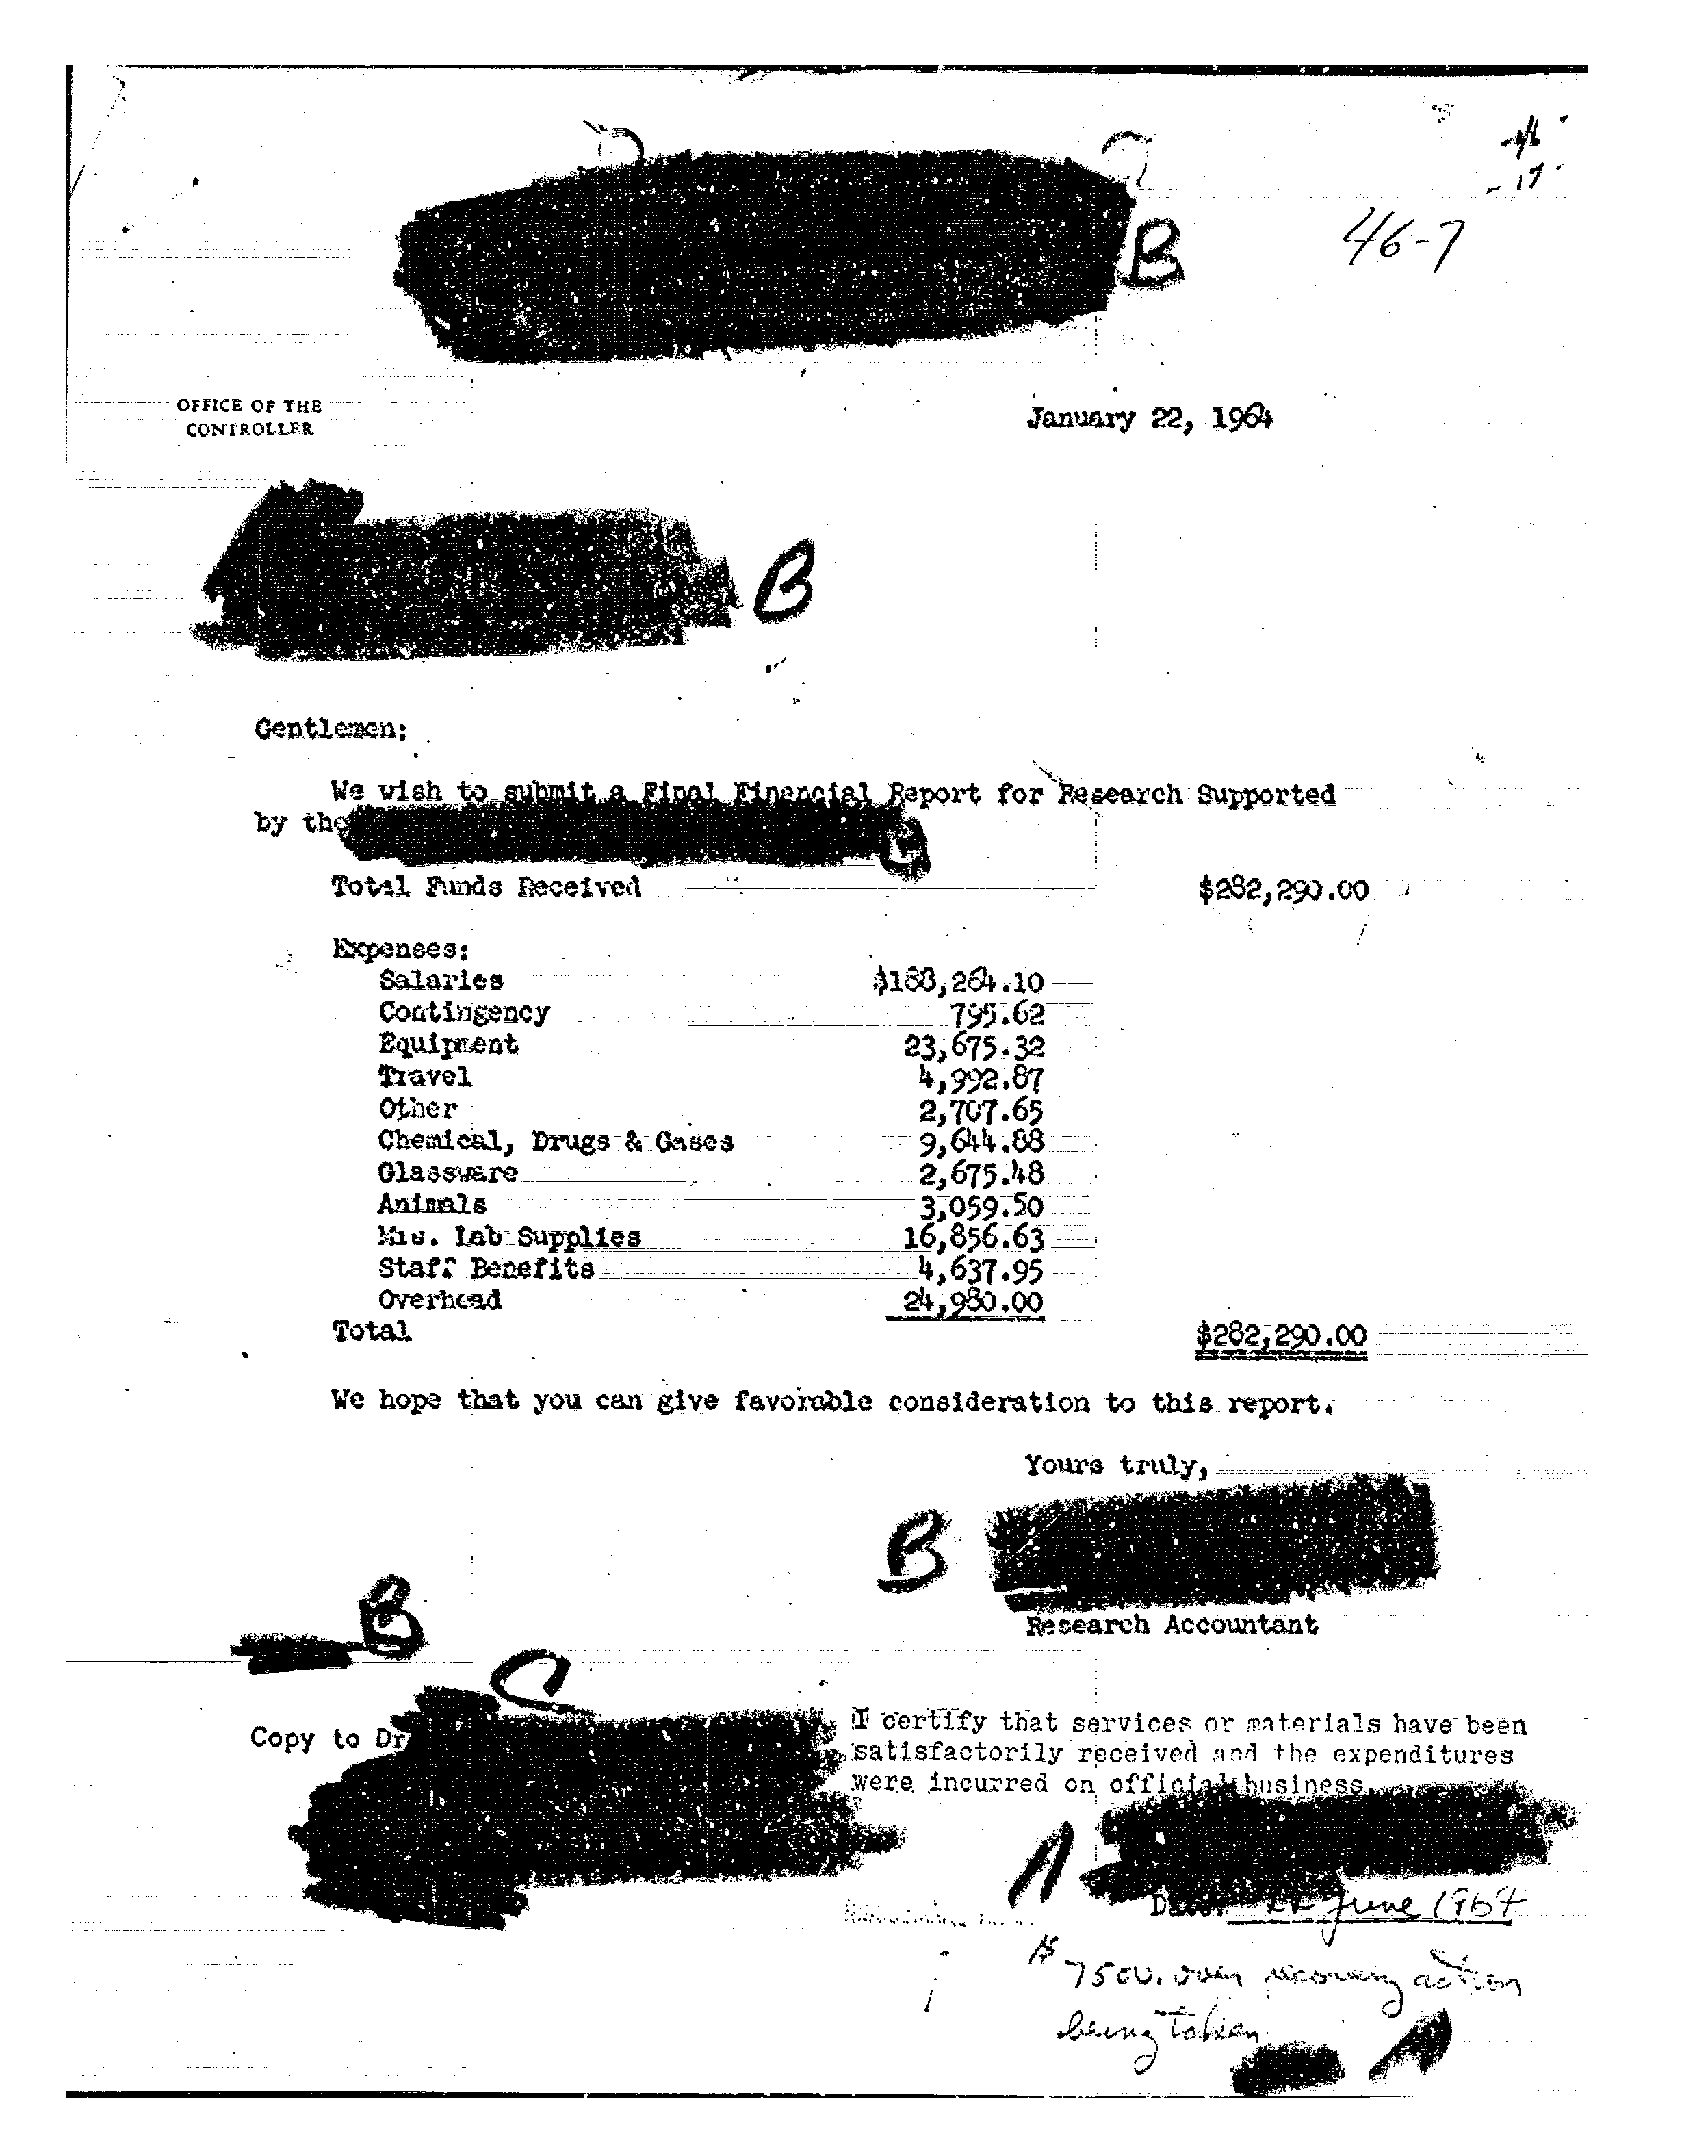 B
46-7
OFFICE OF THE
CONTROLLER
January 22, 1964
B
Gentlemen:
We wish to submit a Final Financial Report for Research Supported
by the
Total Funds Received $282,290.00
Expenses:
Salaries $188,264.10
Contingency 795.62
Equipment 23,675.32
Travel 4,992.87
Other 2,707.65
Chemical, Drugs & Gases 9,644.88
Glassware 2,675.48
Animals 3,059.50
Mis. Lab Supplies 16,856.63
Staff Benefits 4,637.95
Overhead 24,980.00
Total $282,290.00
We hope that you can give favorable consideration to this report.
Yours truly,
B
Research Accountant
B
C
Copy to Dr
I certify that services or materials have been
satisfactorily received and the expenditures
were incurred on official business.
A
Date: 22 June 1964
$7500. over recovery action
being taken
A